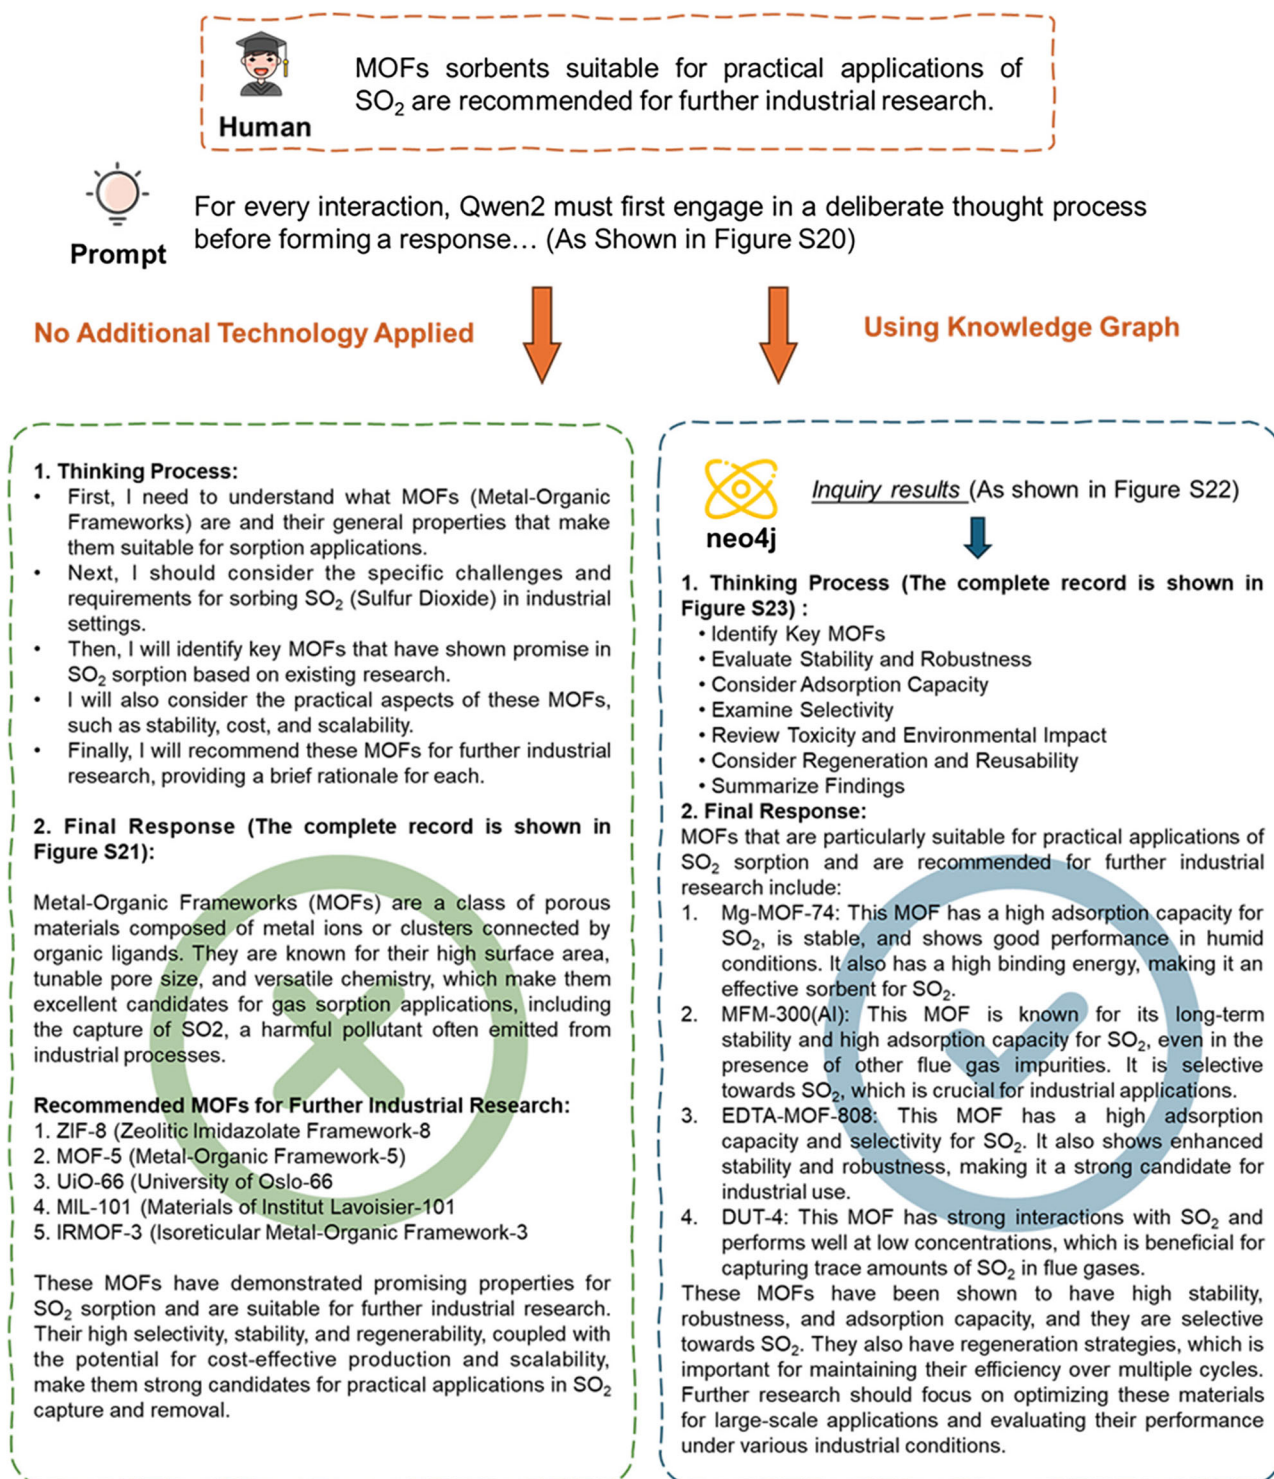 MOFs sorbents suitable for practical applications of
SO₂ are recommended for further industrial research.
Human
For every interaction, Qwen2 must first engage in a deliberate thought process
before forming a response... (As Shown in Figure S20)
Prompt
No Additional Technology Applied
Using Knowledge Graph
1. Thinking Process:
• First, I need to understand what MOFs (Metal-Organic
Frameworks) are and their general properties that make
them suitable for sorption applications.
• Next, I should consider the specific challenges and
requirements for sorbing SO₂ (Sulfur Dioxide) in industrial
settings.
• Then, I will identify key MOFs that have shown promise in
SO₂ sorption based on existing research.
• I will also consider the practical aspects of these MOFs,
such as stability, cost, and scalability.
• Finally, I will recommend these MOFs for further industrial
research, providing a brief rationale for each.
2. Final Response (The complete record is shown in
Figure S21):
Metal-Organic Frameworks (MOFs) are a class of porous
materials composed of metal ions or clusters connected by
organic ligands. They are known for their high surface area,
tunable pore size, and versatile chemistry, which make them
excellent candidates for gas sorption applications, including
the capture of SO2, a harmful pollutant often emitted from
industrial processes.
Recommended MOFs for Further Industrial Research:
1. ZIF-8 (Zeolitic Imidazolate Framework-8
2. MOF-5 (Metal-Organic Framework-5)
3. UiO-66 (University of Oslo-66
4. MIL-101 (Materials of Institut Lavoisier-101
5. IRMOF-3 (Isoreticular Metal-Organic Framework-3
These MOFs have demonstrated promising properties for
SO₂ sorption and are suitable for further industrial research.
Their high selectivity, stability, and regenerability, coupled with
the potential for cost-effective production and scalability,
make them strong candidates for practical applications in SO₂
capture and removal.
neo4j
Inquiry results (As shown in Figure S22)
1. Thinking Process (The complete record is shown in
Figure S23) :
• Identify Key MOFs
• Evaluate Stability and Robustness
• Consider Adsorption Capacity
• Examine Selectivity
• Review Toxicity and Environmental Impact
• Consider Regeneration and Reusability
• Summarize Findings
2. Final Response:
MOFs that are particularly suitable for practical applications of
SO₂ sorption and are recommended for further industrial
research include:
1. Mg-MOF-74: This MOF has a high adsorption capacity for
SO₂, is stable, and shows good performance in humid
conditions. It also has a high binding energy, making it an
effective sorbent for SO₂.
2. MFM-300(Al): This MOF is known for its long-term
stability and high adsorption capacity for SO₂, even in the
presence of other flue gas impurities. It is selective
towards SO₂, which is crucial for industrial applications.
3. EDTA-MOF-808: This MOF has a high adsorption
capacity and selectivity for SO₂. It also shows enhanced
stability and robustness, making it a strong candidate for
industrial use.
4. DUT-4: This MOF has strong interactions with SO₂ and
performs well at low concentrations, which is beneficial for
capturing trace amounts of SO₂ in flue gases.
These MOFs have been shown to have high stability,
robustness, and adsorption capacity, and they are selective
towards SO₂. They also have regeneration strategies, which is
important for maintaining their efficiency over multiple cycles.
Further research should focus on optimizing these materials
for large-scale applications and evaluating their performance
under various industrial conditions.